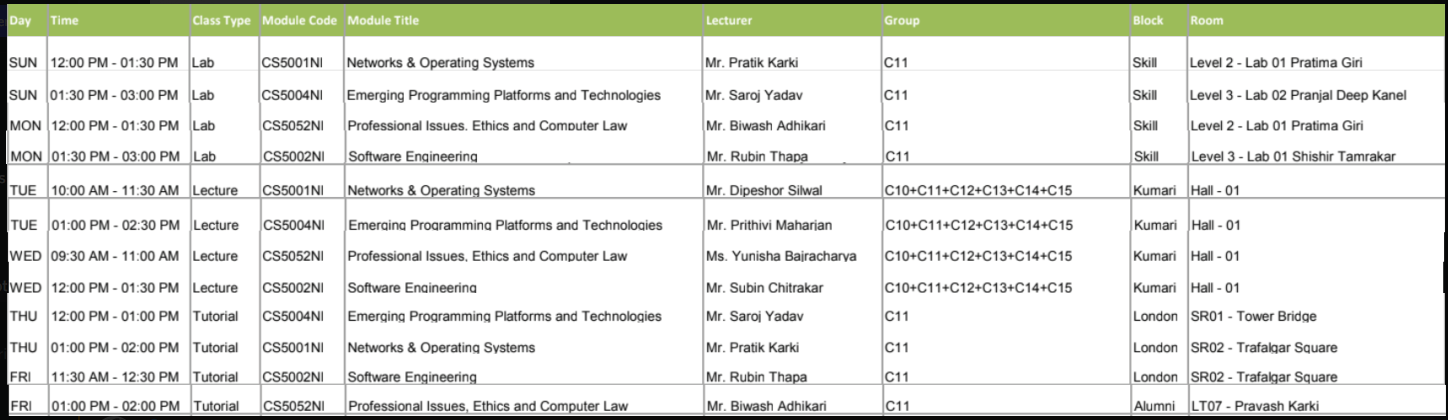 Day Time Class Type Module Code Module Title Lecturer Group Block Room
SUN 12:00 PM - 01:30 PM Lab CS5001NI Networks & Operating Systems Mr. Pratik Karki C11 Skill Level 2 - Lab 01 Pratima Giri
SUN 01:30 PM - 03:00 PM Lab CS5004NI Emerging Programming Platforms and Technologies Mr. Saroj Yadav C11 Skill Level 3 - Lab 02 Pranjal Deep Kanel
MON 12:00 PM - 01:30 PM Lab CS5052NI Professional Issues, Ethics and Computer Law Mr. Biwash Adhikari C11 Skill Level 2 - Lab 01 Pratima Giri
MON 01:30 PM - 03:00 PM Lab CS5002NI Software Engineering Mr. Rubin Thapa C11 Skill Level 3 - Lab 01 Shishir Tamrakar
TUE 10:00 AM - 11:30 AM Lecture CS5001NI Networks & Operating Systems Mr. Dipeshor Silwal C10+C11+C12+C13+C14+C15 Kumari Hall - 01
TUE 01:00 PM - 02:30 PM Lecture CS5004NI Emerging Programming Platforms and Technologies Mr. Prithivi Maharjan C10+C11+C12+C13+C14+C15 Kumari Hall - 01
WED 09:30 AM - 11:00 AM Lecture CS5052NI Professional Issues, Ethics and Computer Law Ms. Yunisha Bajracharya C10+C11+C12+C13+C14+C15 Kumari Hall - 01
WED 12:00 PM - 01:30 PM Lecture CS5002NI Software Engineering Mr. Subin Chitrakar C10+C11+C12+C13+C14+C15 Kumari Hall - 01
THU 12:00 PM - 01:00 PM Tutorial CS5004NI Emerging Programming Platforms and Technologies Mr. Saroj Yadav C11 London SR01 - Tower Bridge
THU 01:00 PM - 02:00 PM Tutorial CS5001NI Networks & Operating Systems Mr. Pratik Karki C11 London SR02 - Trafalgar Square
FRI 11:30 AM - 12:30 PM Tutorial CS5002NI Software Engineering Mr. Rubin Thapa C11 London SR02 - Trafalgar Square
FRI 01:00 PM - 02:00 PM Tutorial CS5052NI Professional Issues, Ethics and Computer Law Mr. Biwash Adhikari C11 Alumni LT07 - Pravash Karki